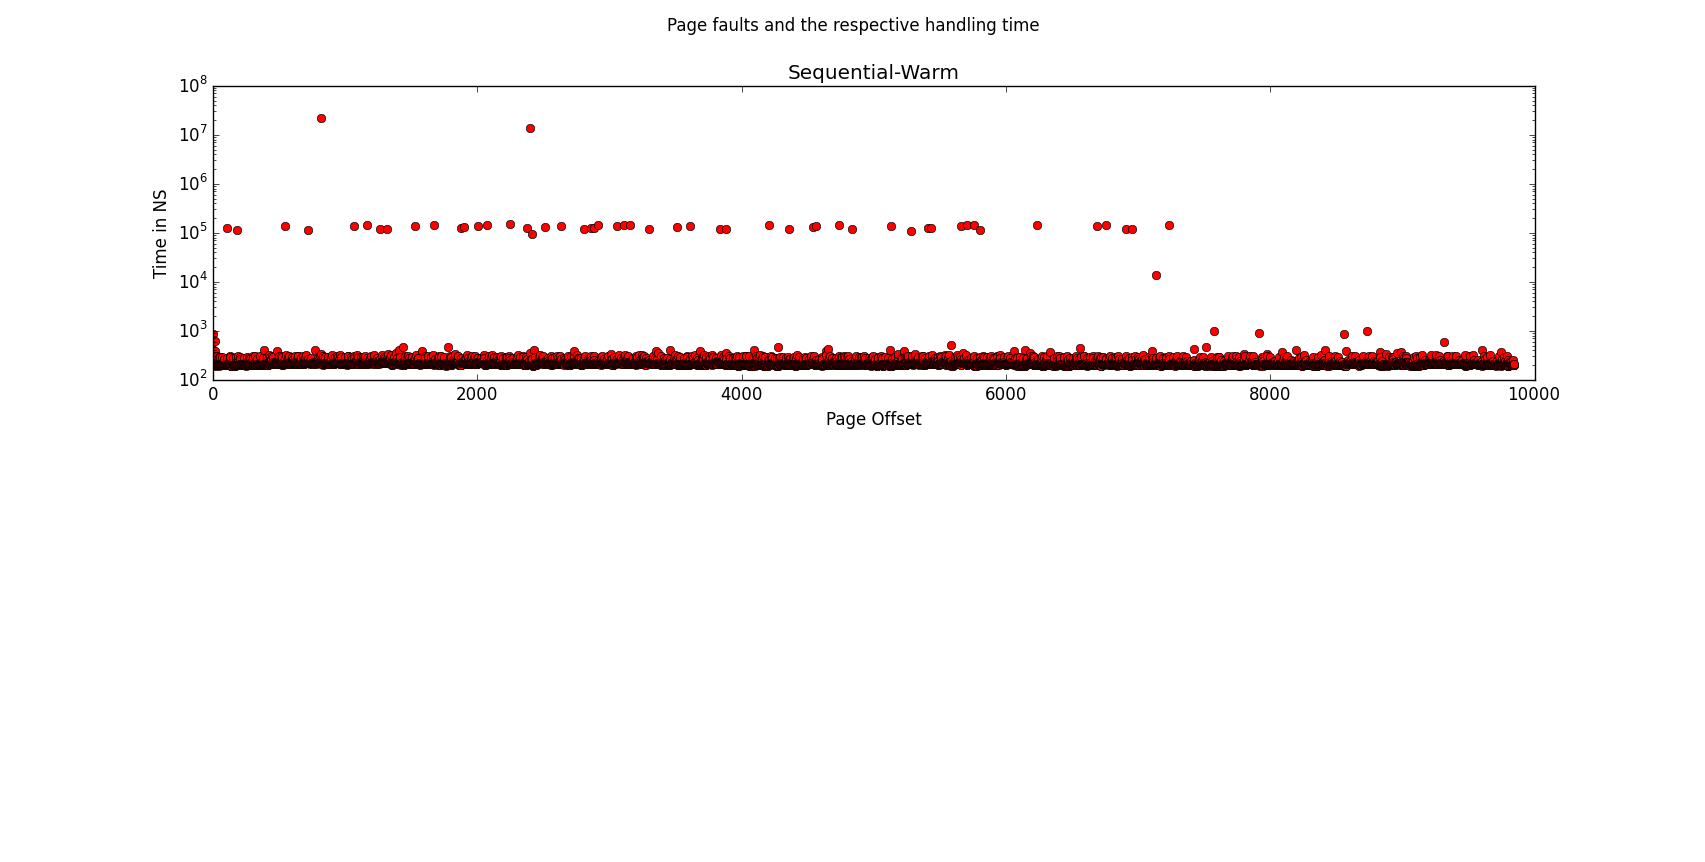 Page faults and the respective handling time
Sequential-Warm
10^8
10^7
10^6
10^5
10^4
10^3
10^2
Time in NS
0 2000 4000 6000 8000 10000
Page Offset